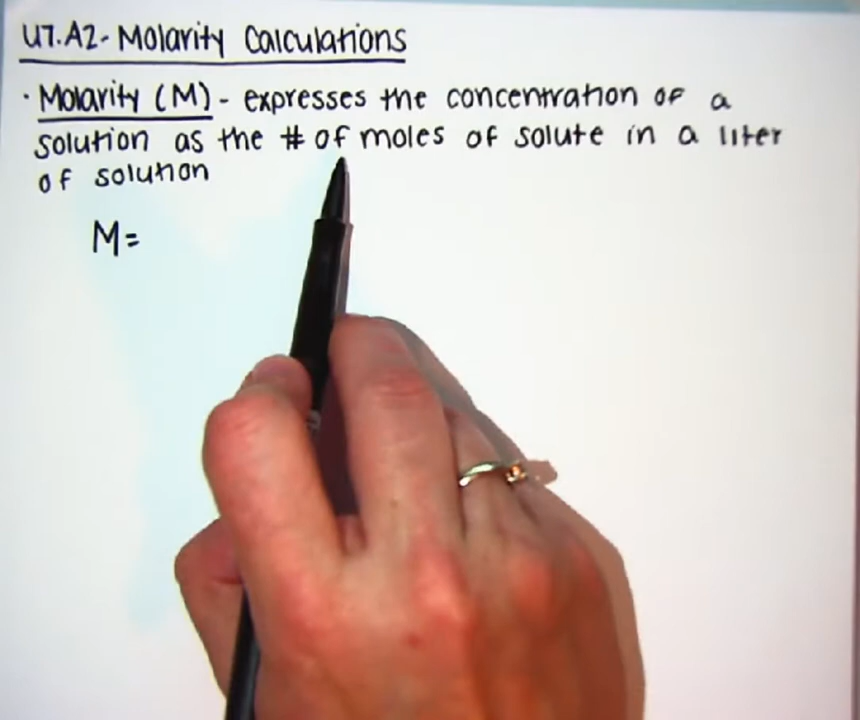 U7.A2- Molarity Calculations
· Molarity (M) - expresses the concentration of a
solution as the # of moles of solute in a liter
of solution
M=